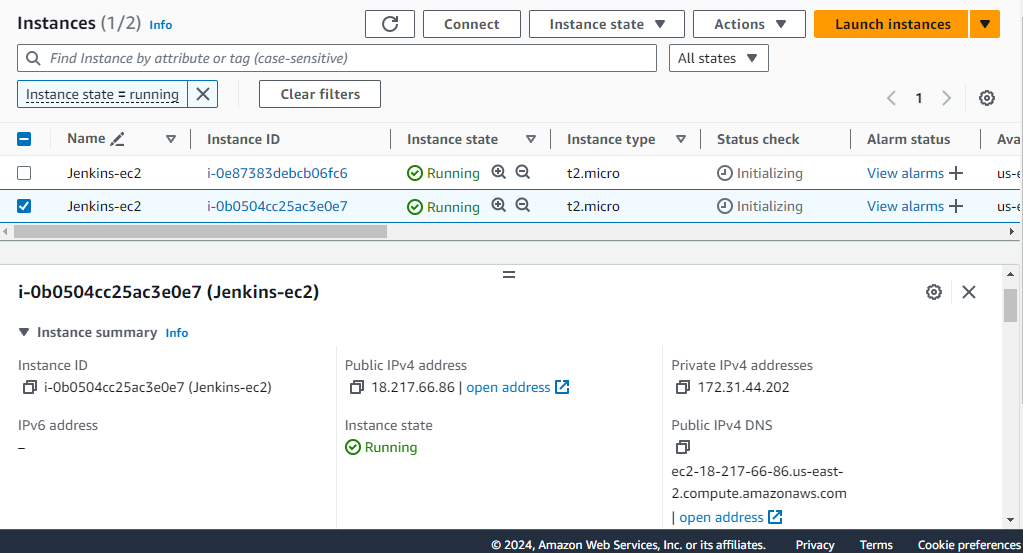 Instances (1/2) Info Connect Instance state Actions Launch instances
Find Instance by attribute or tag (case-sensitive) All states
Instance state = running Clear filters 1
Name Instance ID Instance state Instance type Status check Alarm status Ava
Jenkins-ec2 i-0e87383debcb06fc6 Running t2.micro Initializing View alarms us-e
Jenkins-ec2 i-0b0504cc25ac3e0e7 Running t2.micro Initializing View alarms us-e
i-0b0504cc25ac3e0e7 (Jenkins-ec2)
Instance summary Info
Instance ID Public IPv4 address Private IPv4 addresses
i-0b0504cc25ac3e0e7 (Jenkins-ec2) 18.217.66.86 | open address 172.31.44.202
IPv6 address Instance state Public IPv4 DNS
– Running
ec2-18-217-66-86.us-east-
2.compute.amazonaws.com
| open address
© 2024, Amazon Web Services, Inc. or its affiliates. Privacy Terms Cookie preferences